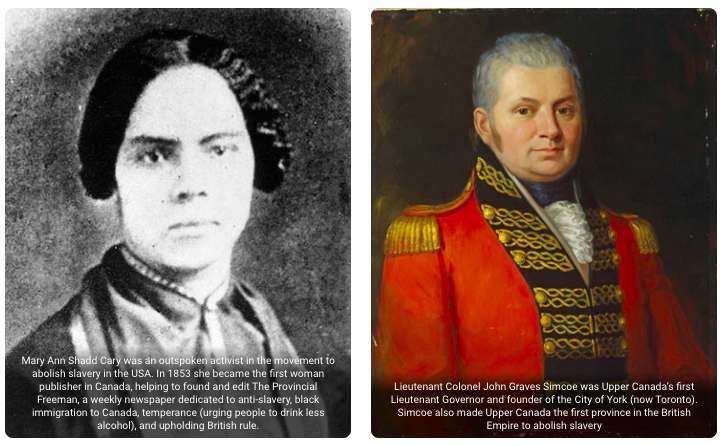 Mary Ann Shadd Cary was an outspoken activist in the movement to
abolish slavery in the USA. In 1853 she became the first woman
publisher in Canada, helping to found and edit The Provincial
Freeman, a weekly newspaper dedicated to anti-slavery, black
immigration to Canada, temperance (urging people to drink less
alcohol), and upholding British rule.
Lieutenant Colonel John Graves Simcoe was Upper Canada's first
Lieutenant Governor and founder of the City of York (now Toronto).
Simcoe also made Upper Canada the first province in the British
Empire to abolish slavery